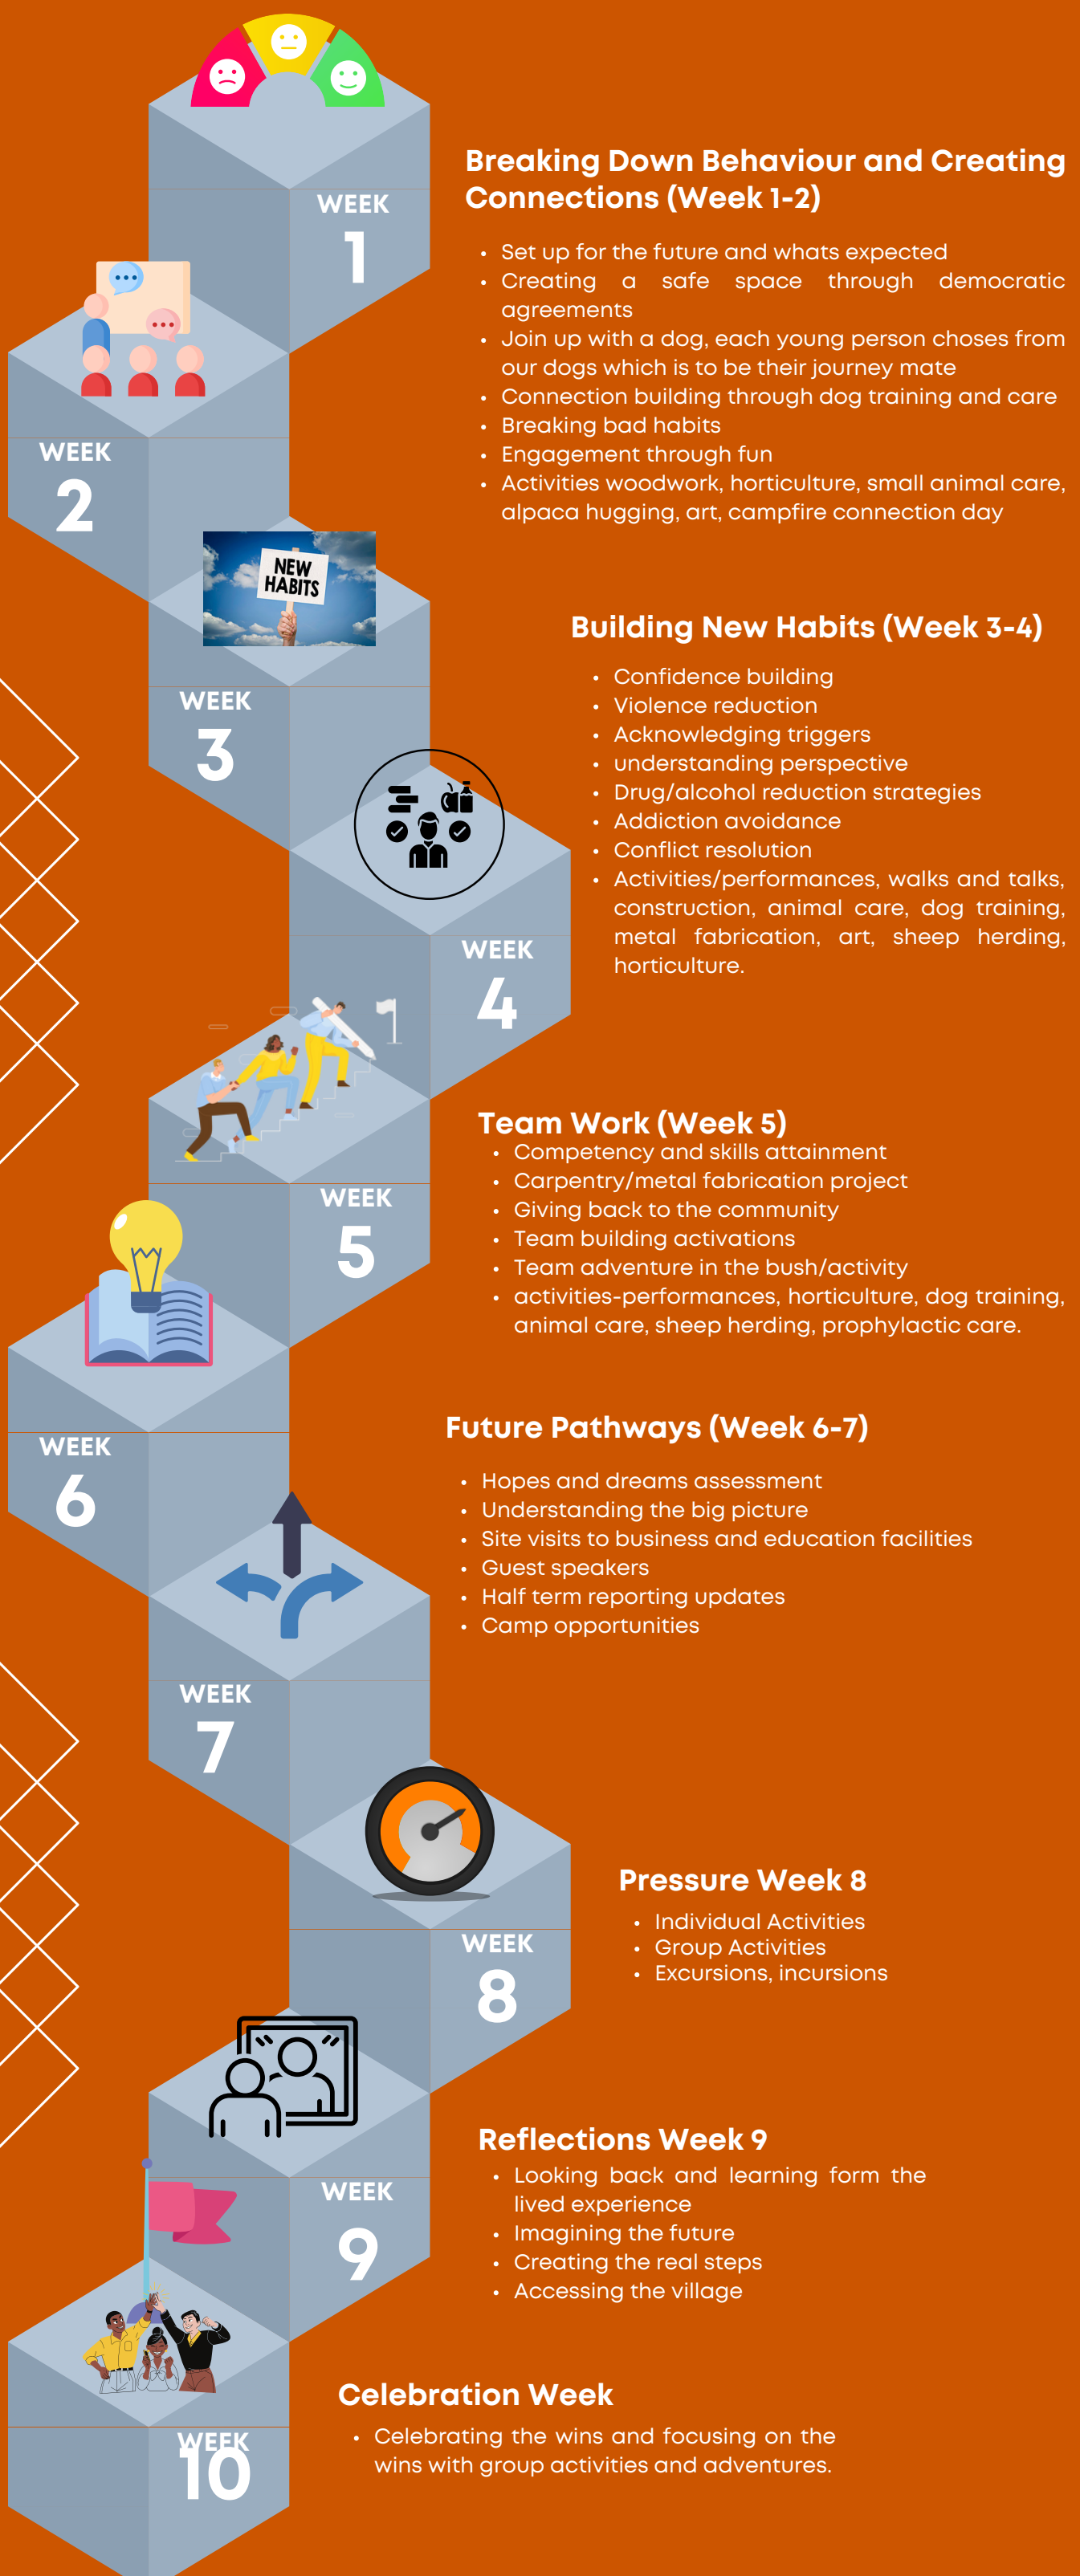 WEEK
1
Breaking Down Behaviour and Creating
Connections (Week 1-2)
• Set up for the future and whats expected
• Creating a safe space through democratic
agreements
• Join up with a dog, each young person choses from
our dogs which is to be their journey mate
• Connection building through dog training and care
• Breaking bad habits
• Engagement through fun
• Activities woodwork, horticulture, small animal care,
alpaca hugging, art, campfire connection day
WEEK
2
NEW
HABITS
Building New Habits (Week 3-4)
• Confidence building
• Violence reduction
• Acknowledging triggers
• understanding perspective
• Drug/alcohol reduction strategies
• Addiction avoidance
• Conflict resolution
• Activities/performances, walks and talks,
construction, animal care, dog training,
metal fabrication, art, sheep herding,
horticulture.
WEEK
3
WEEK
4
Team Work (Week 5)
• Competency and skills attainment
• Carpentry/metal fabrication project
• Giving back to the community
• Team building activations
• Team adventure in the bush/activity
• activities-performances, horticulture, dog training,
animal care, sheep herding, prophylactic care.
WEEK
5
Future Pathways (Week 6-7)
• Hopes and dreams assessment
• Understanding the big picture
• Site visits to business and education facilities
• Guest speakers
• Half term reporting updates
• Camp opportunities
WEEK
6
WEEK
7
Pressure Week 8
• Individual Activities
• Group Activities
• Excursions, incursions
WEEK
8
Reflections Week 9
• Looking back and learning form the
lived experience
• Imagining the future
• Creating the real steps
• Accessing the village
WEEK
9
Celebration Week
• Celebrating the wins and focusing on the
wins with group activities and adventures.
WEEK
10